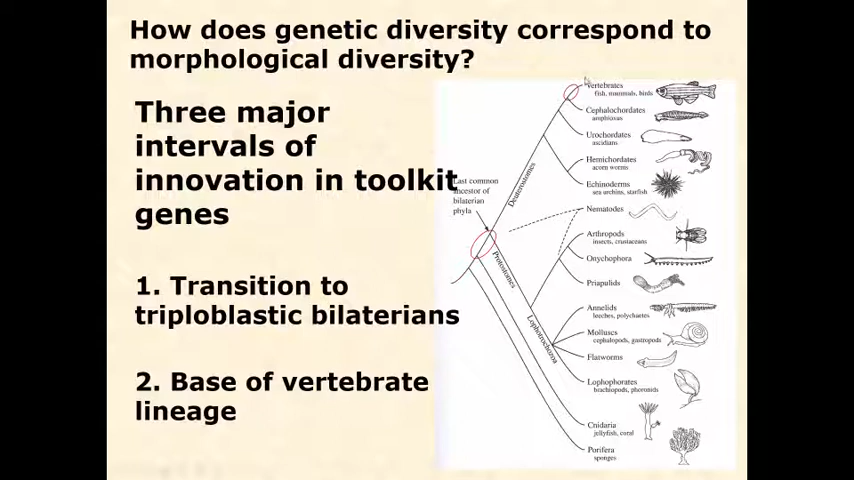 How does genetic diversity correspond to
morphological diversity?
Three major
intervals of
innovation in toolkit
genes
1. Transition to
triploblastic bilaterians
2. Base of vertebrate
lineage
Last common
ancestor of
bilaterian
phyla
Deuterostomes
Protostomes
Lophotrochozoa
Vertebrates
fish, mammals, birds
Cephalochordates
amphioxus
Urochordates
ascidians
Hemichordates
acorn worms
Echinoderms
sea urchins, starfish
Nematodes
Arthropods
insects, crustaceans
Onychophora
Priapulids
Annelids
leeches, polychaetes
Molluscs
cephalopods, gastropods
Flatworms
Lophophorates
brachiopods, phoronids
Cnidaria
jellyfish, coral
Porifera
sponges